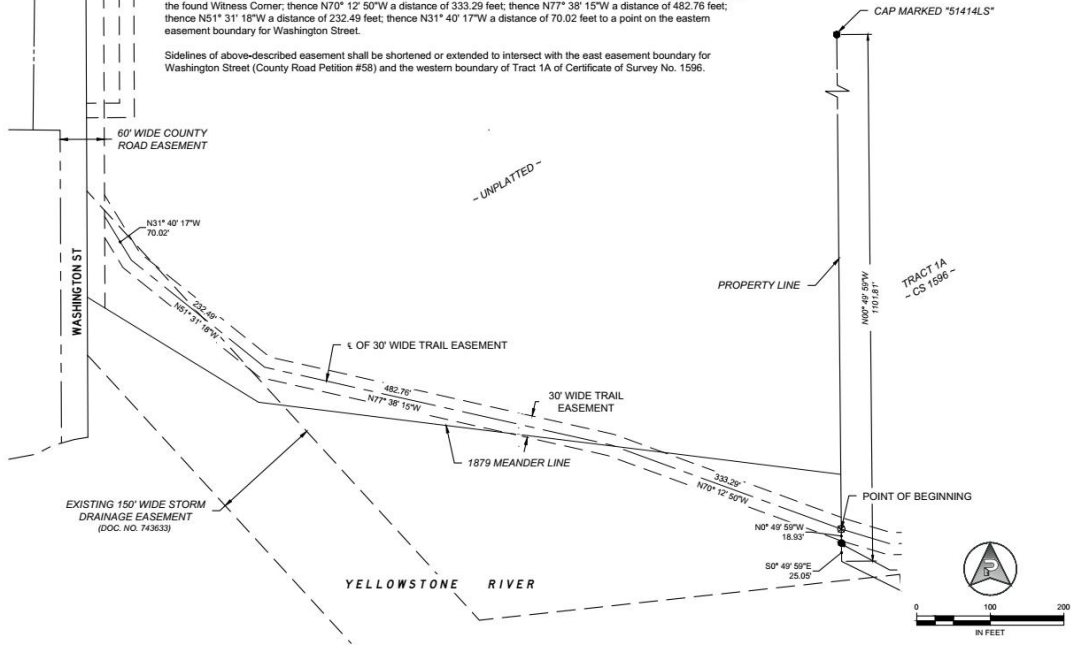 the found Witness Corner; thence N70° 12' 50"W a distance of 333.29 feet; thence N77° 38' 15"W a distance of 482.76 feet;
thence N51° 31' 18"W a distance of 232.49 feet; thence N31° 40' 17"W a distance of 70.02 feet to a point on the eastern
easement boundary for Washington Street.
Sidelines of above-described easement shall be shortened or extended to intersect with the east easement boundary for
Washington Street (County Road Petition #58) and the western boundary of Tract 1A of Certificate of Survey No. 1596.
CAP MARKED "51414LS"
60' WIDE COUNTY
ROAD EASEMENT
~ UNPLATTED ~
N31° 40' 17"W
70.02'
WASHINGTON ST
PROPERTY LINE
N00° 49' 59"W
1101.81'
TRACT 1A
~ CS 1596 ~
232.49'
N51° 31' 18"W
℄ OF 30' WIDE TRAIL EASEMENT
482.76'
N77° 38' 15"W
30' WIDE TRAIL
EASEMENT
1879 MEANDER LINE
333.29'
N70° 12' 50"W
POINT OF BEGINNING
EXISTING 150' WIDE STORM
DRAINAGE EASEMENT
(DOC. NO. 743633)
N0° 49' 59"W
18.93'
S0° 49' 59"E
25.05'
YELLOWSTONE RIVER
P
0 100 200
IN FEET